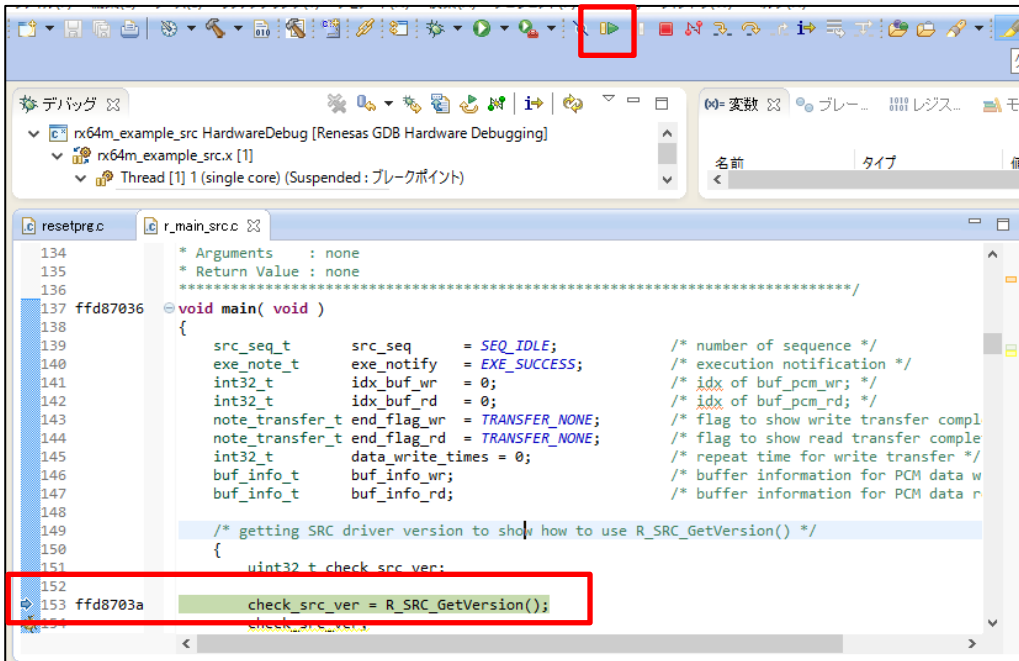 デバッグ
(x)= 変数
ブレー...
レジス...
モ
rx64m_example_src HardwareDebug [Renesas GDB Hardware Debugging]
rx64m_example_src.x [1]
Thread [1] 1 (single core) (Suspended : ブレークポイント)
名前 タイプ 値
resetprg.c r_main_src.c
134 * Arguments : none
135 * Return Value : none
136 ******************************************************************************/
137 ffd87036 void main( void )
138 {
139 src_seq_t src_seq = SEQ_IDLE; /* number of sequence */
140 exe_note_t exe_notify = EXE_SUCCESS; /* execution notification */
141 int32_t idx_buf_wr = 0; /* idx of buf_pcm_wr; */
142 int32_t idx_buf_rd = 0; /* idx of buf_pcm_rd; */
143 note_transfer_t end_flag_wr = TRANSFER_NONE; /* flag to show write transfer compl
144 note_transfer_t end_flag_rd = TRANSFER_NONE; /* flag to show read transfer comple
145 int32_t data_write_times = 0; /* repeat time for write transfer */
146 buf_info_t buf_info_wr; /* buffer information for PCM data w
147 buf_info_t buf_info_rd; /* buffer information for PCM data r
148
149 /* getting SRC driver version to show how to use R_SRC_GetVersion() */
150 {
151 uint32_t check_src_ver;
152
153 ffd8703a check_src_ver = R_SRC_GetVersion();
154 check_src_ver;